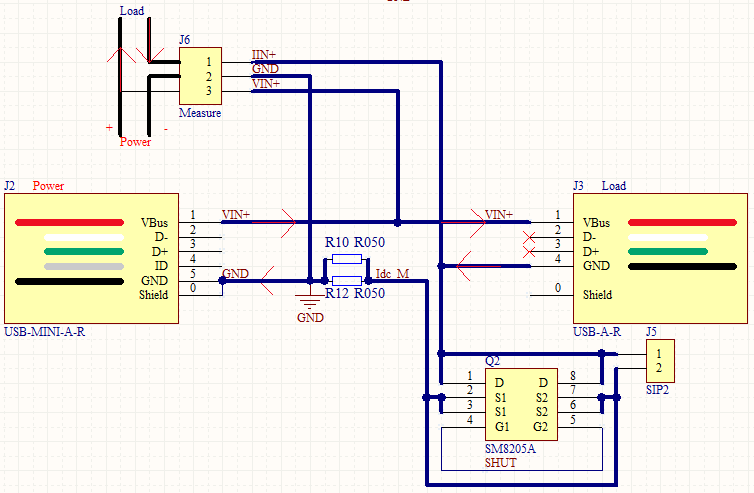 Load
J6
1
2
3
IIN+
GND
VIN+
Measure
+
-
Power
J2 Power
VBus
D-
D+
ID
GND
Shield
1
2
3
4
5
0
VIN+
GND
USB-MINI-A-R
R10 R050
R12 R050
Idc M
GND
VIN+
J3 Load
1
2
3
4
0
VBus
D-
D+
GND
Shield
USB-A-R
J5
1
2
SIP2
Q2
1
2
3
4
D
S1
S1
G1
D
S2
S2
G2
8
7
6
5
SM8205A
SHUT